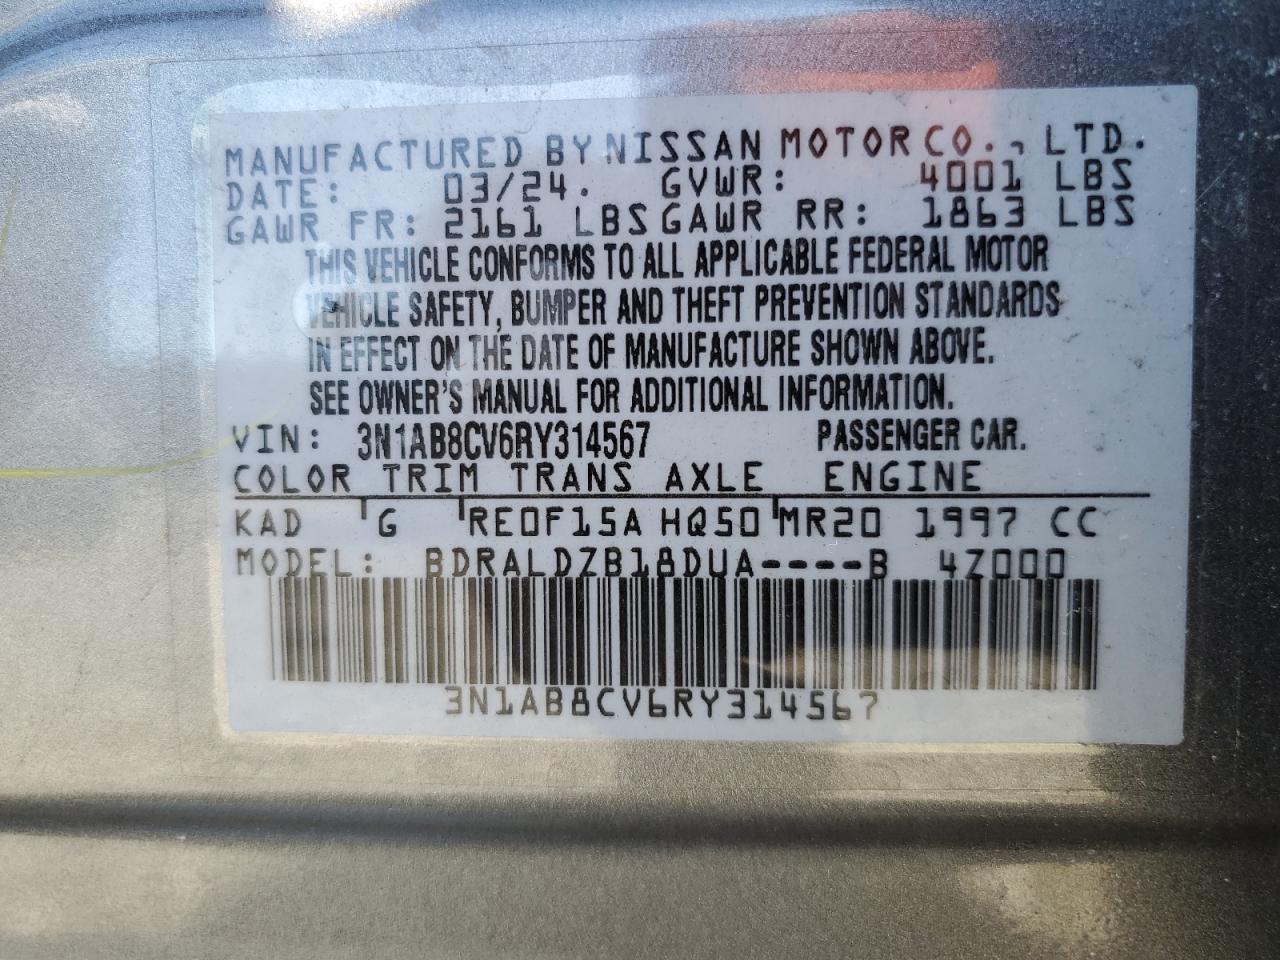 MANUFACTURED BY NISSAN MOTOR CO., LTD.
DATE: 03/24. GVWR: 4001 LBS
GAWR FR: 2161 LBS GAWR RR: 1863 LBS
THIS VEHICLE CONFORMS TO ALL APPLICABLE FEDERAL MOTOR
VEHICLE SAFETY, BUMPER AND THEFT PREVENTION STANDARDS
IN EFFECT ON THE DATE OF MANUFACTURE SHOWN ABOVE.
SEE OWNER'S MANUAL FOR ADDITIONAL INFORMATION.
VIN: 3N1AB8CV6RY314567 PASSENGER CAR.
COLOR TRIM TRANS AXLE ENGINE
KAD G RE0F15A HQ50 MR20 1997 CC
MODEL: BDRALDZB18DUA----B 4Z000
3N1AB8CV6RY314567